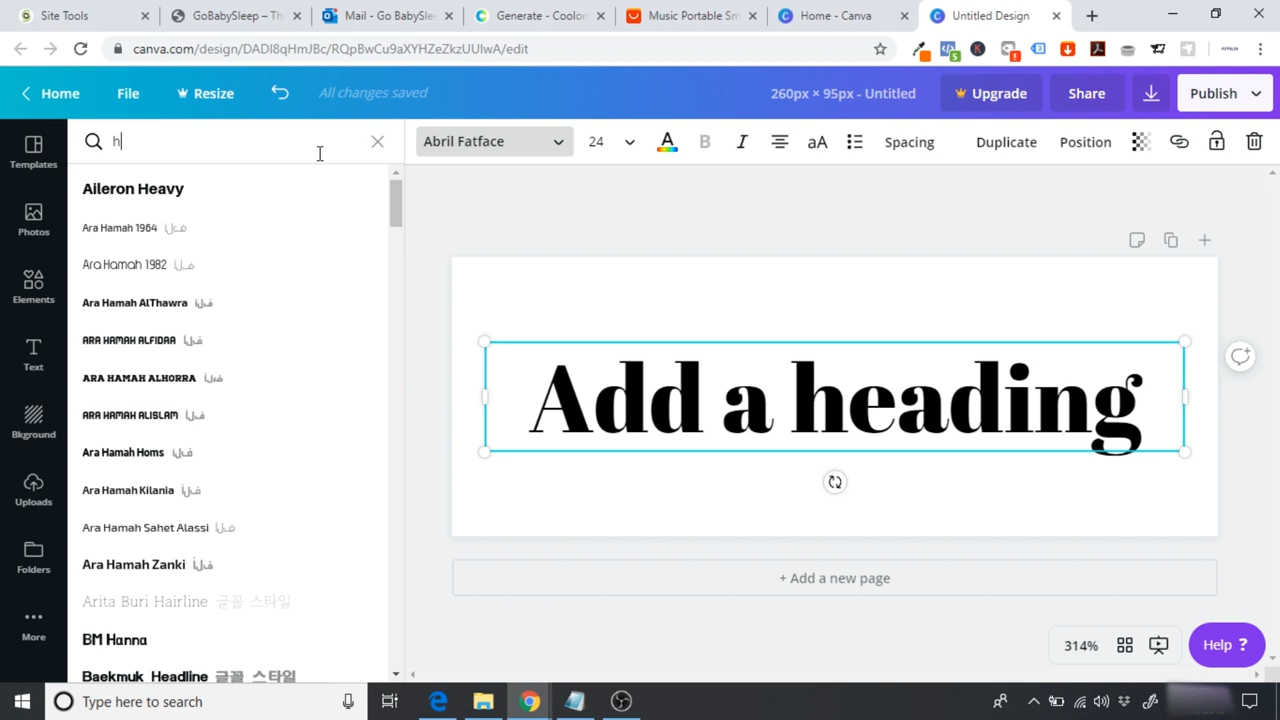 Site Tools
GoBabySleep – Th
Mail - Go BabySle
Generate - Coolor
Music Portable Sm
Home - Canva
Untitled Design
canva.com/design/DADl8qHmJBc/RQpBwCu9aXYHZeZkzUUlwA/edit
Home
File
Resize
All changes saved
260px × 95px - Untitled
Upgrade
Share
Publish
h
Abril Fatface
24
A
B
I
aA
Spacing
Duplicate
Position
Templates
Photos
Elements
Text
Bkground
Uploads
Folders
More
Aileron Heavy
Ara Hamah 1964
Ara Hamah 1982
Ara Hamah AlThawra
ARA HAMAH ALFIDAA
ARA HAMAH ALHORRA
ARA HAMAH ALISLAM
Ara Hamah Homs
Ara Hamah Kilania
Ara Hamah Sahet Alassi
Ara Hamah Zanki
Arita Buri Hairline 글꼴 스타일
BM Hanna
Baekmuk Headline 글꼴 스타일
Add a heading
+ Add a new page
314%
Help ?
Type here to search